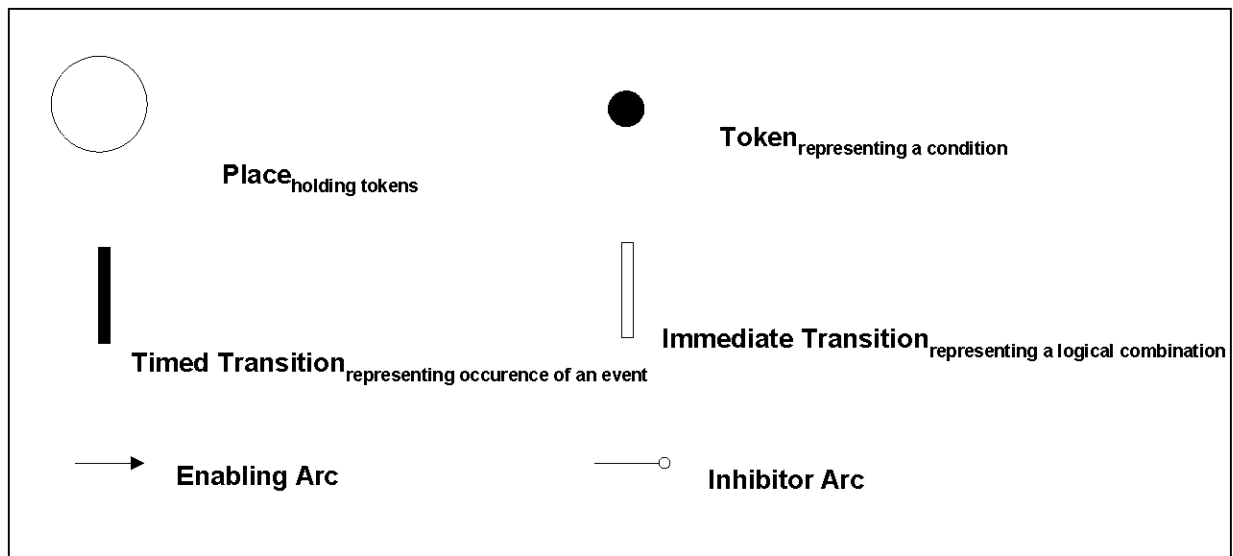 Token representing a condition
Place holding tokens
Immediate Transition representing a logical combination
Timed Transition representing occurence of an event
Enabling Arc
Inhibitor Arc